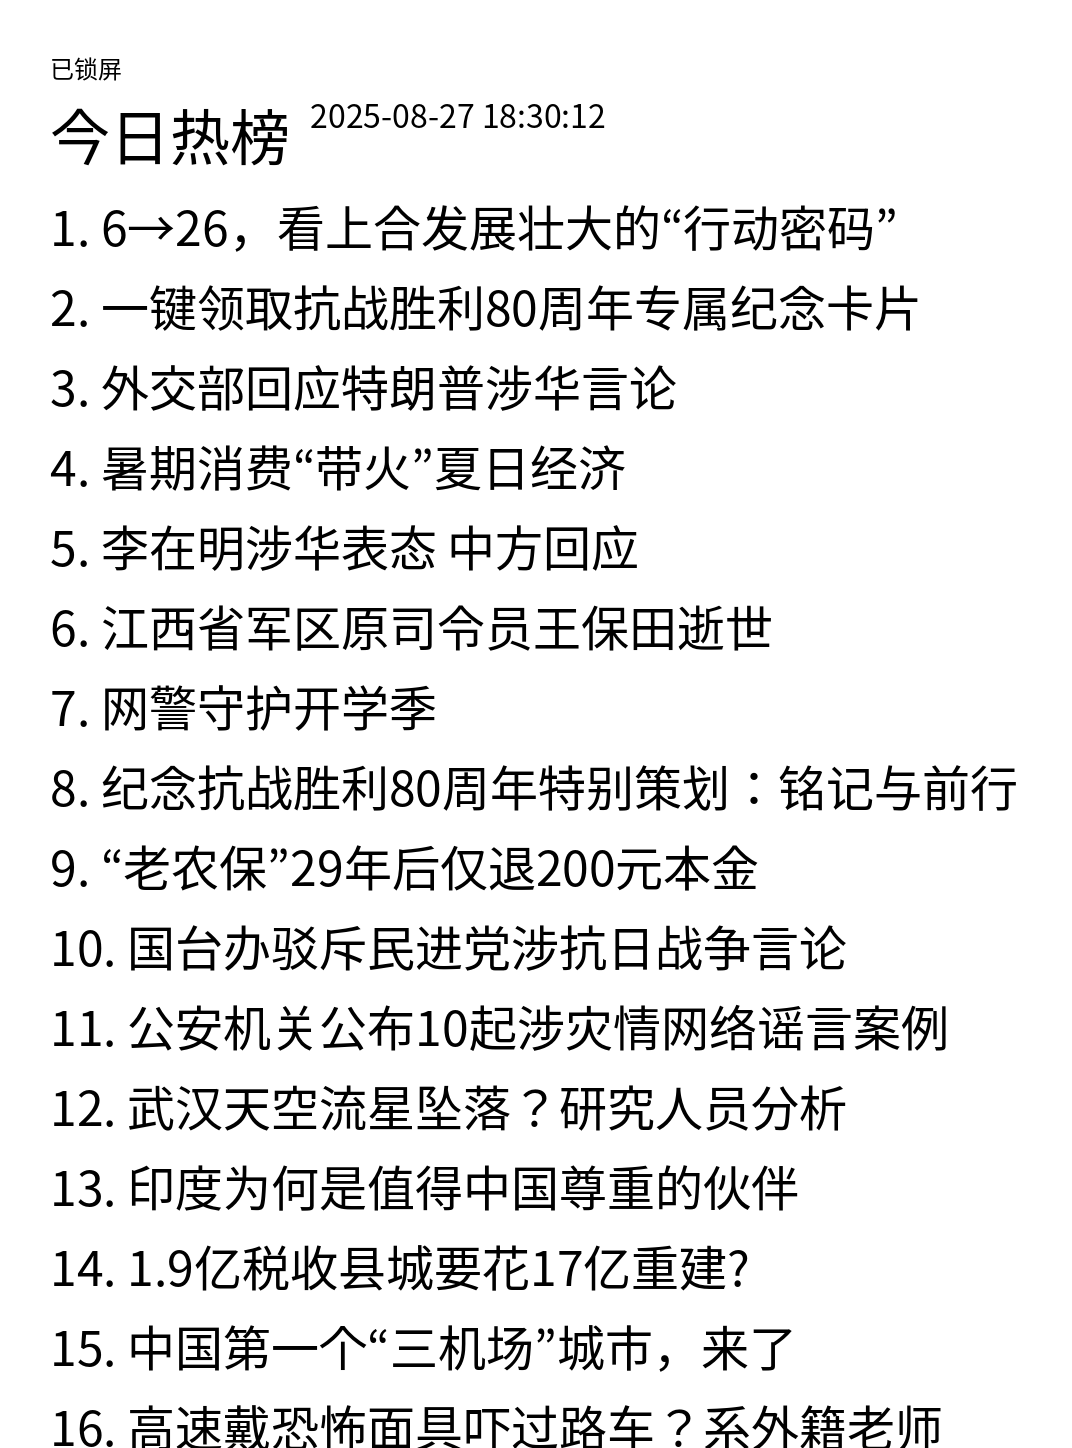 已锁屏
今日热榜 2025-08-27 18:30:12
1. 6→26，看上合发展壮大的“行动密码”
2. 一键领取抗战胜利80周年专属纪念卡片
3. 外交部回应特朗普涉华言论
4. 暑期消费“带火”夏日经济
5. 李在明涉华表态 中方回应
6. 江西省军区原司令员王保田逝世
7. 网警守护开学季
8. 纪念抗战胜利80周年特别策划：铭记与前行
9. “老农保”29年后仅退200元本金
10. 国台办驳斥民进党涉抗日战争言论
11. 公安机关公布10起涉灾情网络谣言案例
12. 武汉天空流星坠落？研究人员分析
13. 印度为何是值得中国尊重的伙伴
14. 1.9亿税收县城要花17亿重建?
15. 中国第一个“三机场”城市，来了
16. 高速戴恐怖面具吓过路车？系外籍老师